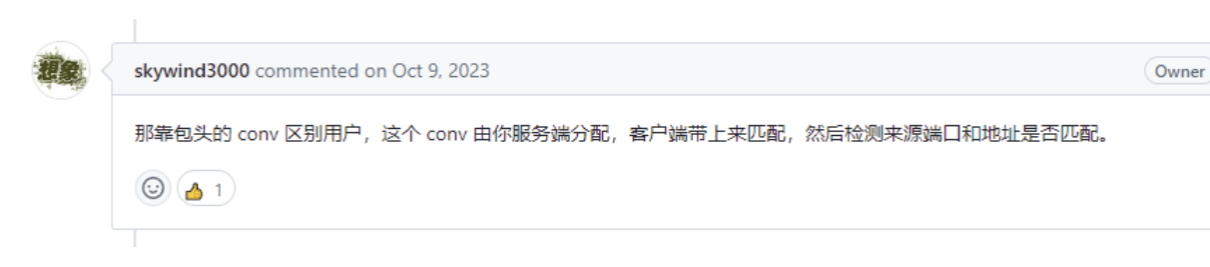 想象
skywind3000 commented on Oct 9, 2023
Owner
那靠包头的 conv 区别用户，这个 conv 由你服务端分配，客户端带上来匹配，然后检测来源端口和地址是否匹配。
1